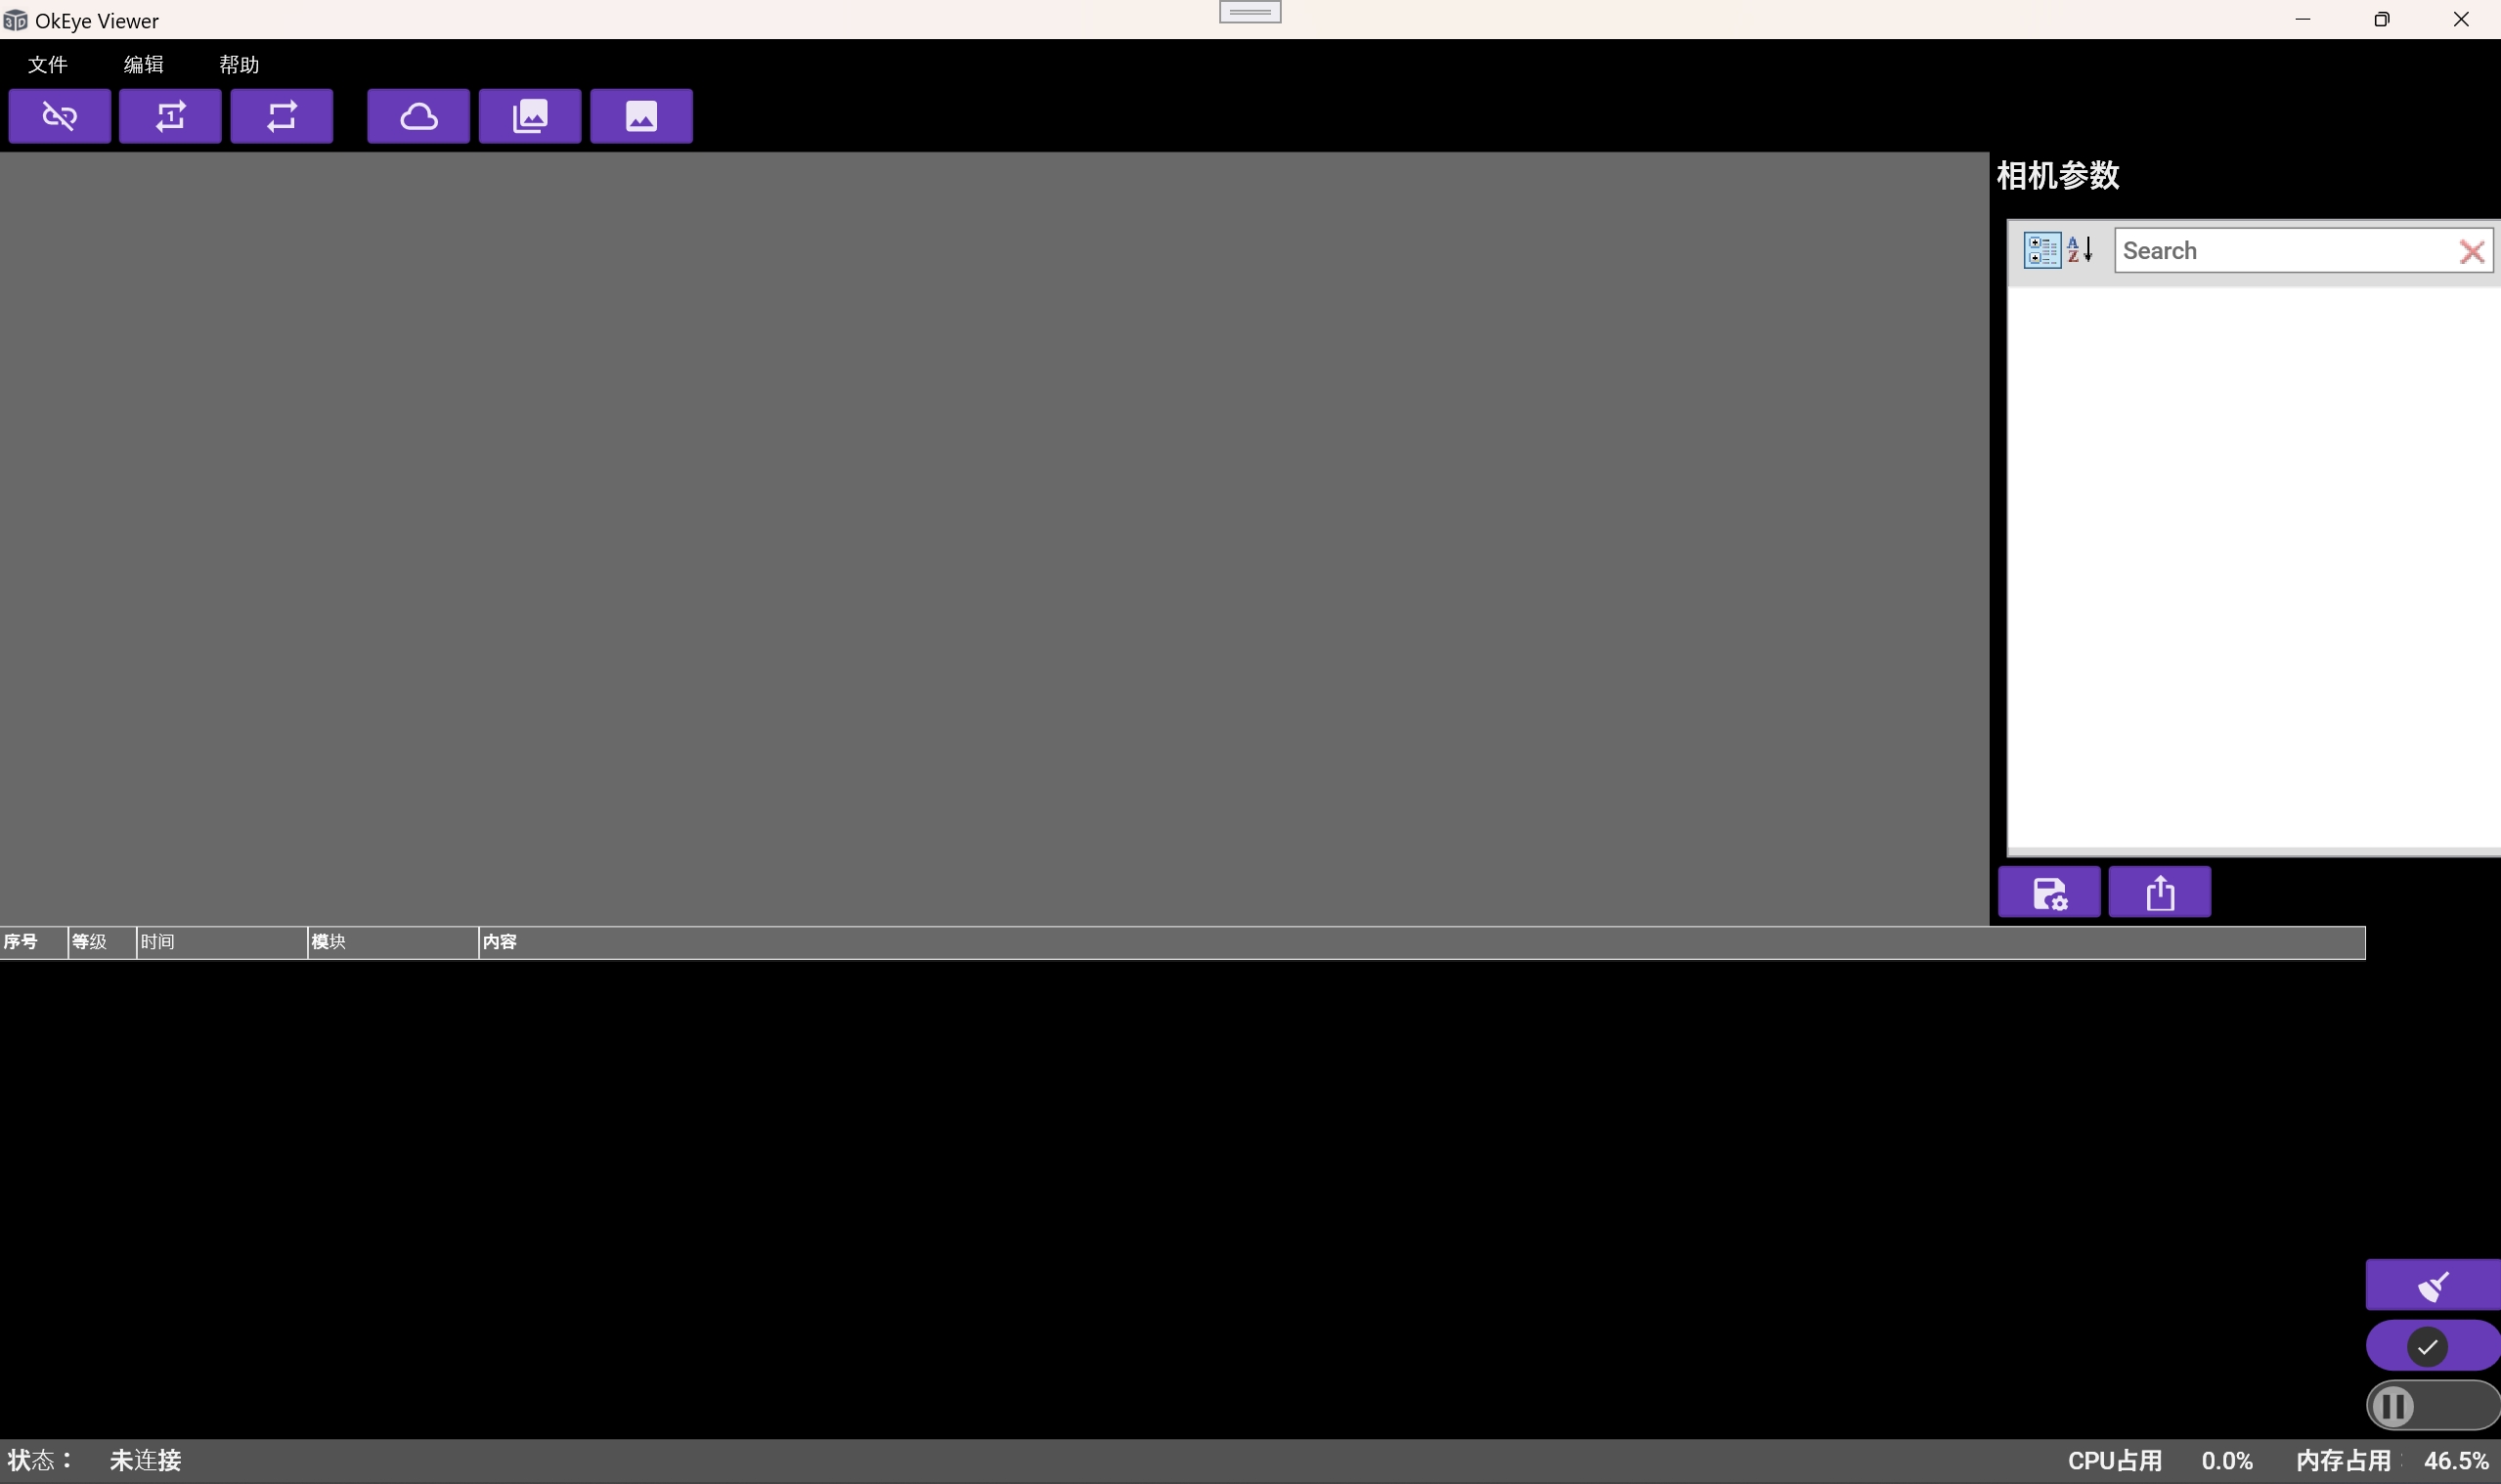 OkEye Viewer
文件 编辑 帮助
相机参数
Search
序号 等级 时间 模块 内容
状态： 未连接 CPU占用 0.0% 内存占用： 46.5%